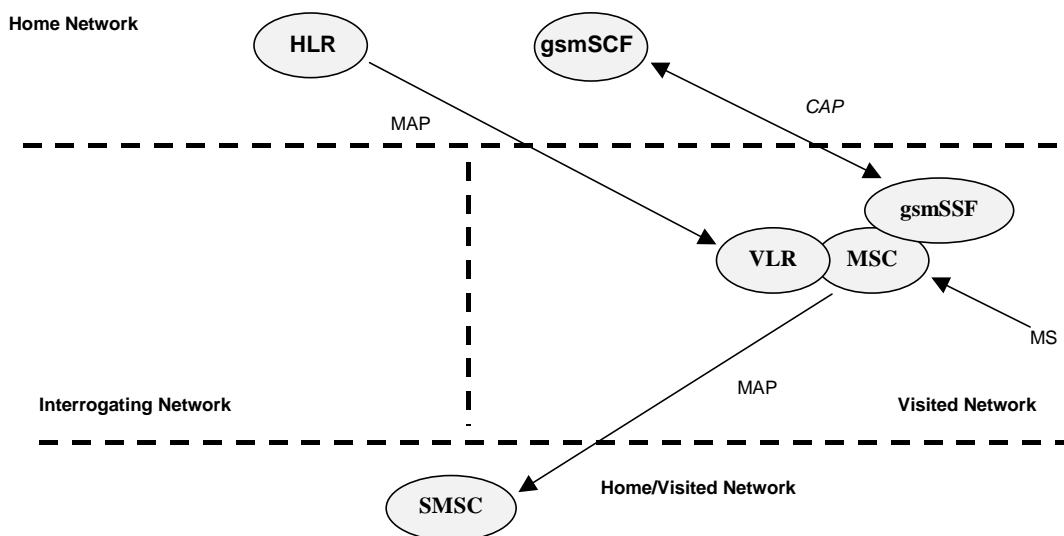 Home Network
HLR
gsmSCF
CAP
MAP
gsmSSF
VLR
MSC
MS
MAP
Interrogating Network
Visited Network
Home/Visited Network
SMSC